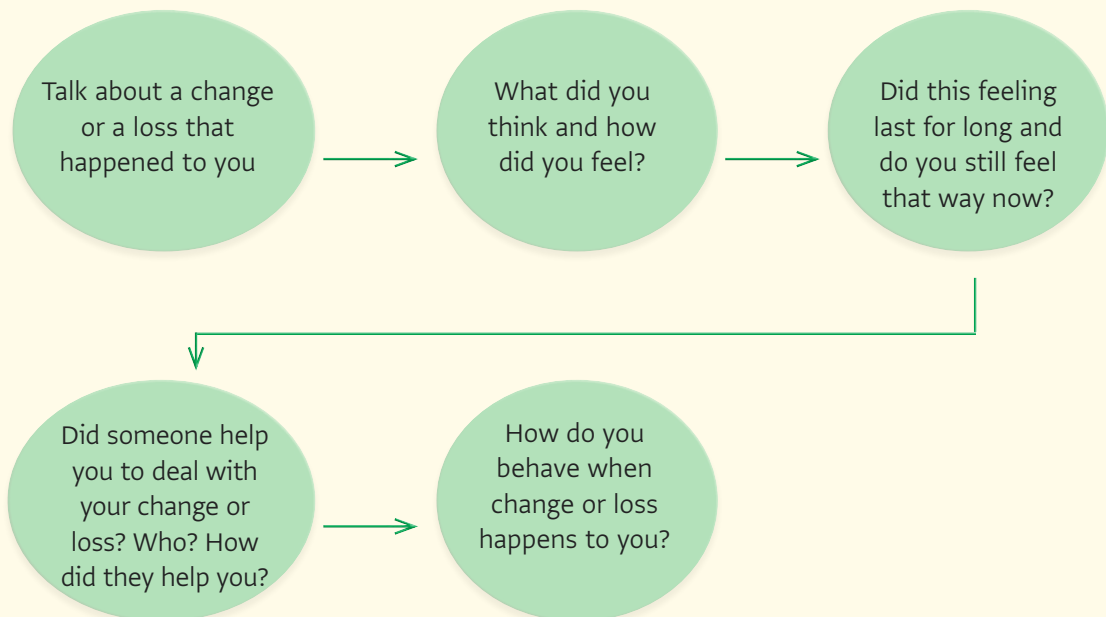 Talk about a change
or a loss that
happened to you
What did you
think and how
did you feel?
Did this feeling
last for long and
do you still feel
that way now?
Did someone help
you to deal with
your change or
loss? Who? How
did they help you?
How do you
behave when
change or loss
happens to you?